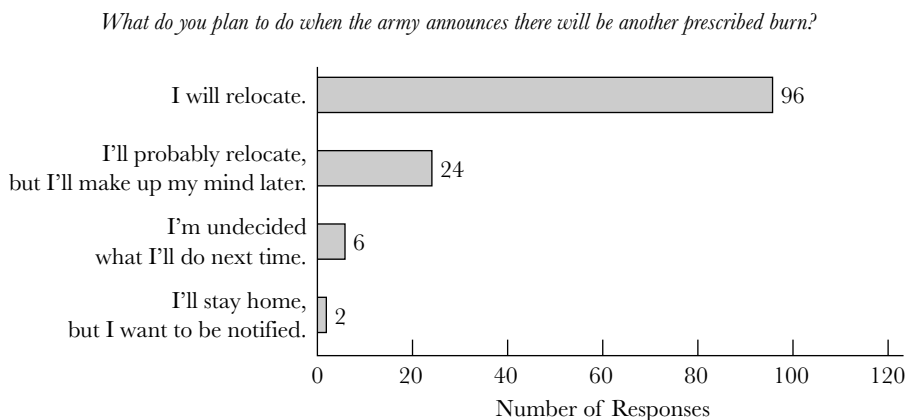 What do you plan to do when the army announces there will be another prescribed burn?
I will relocate.
96
I'll probably relocate,
but I'll make up my mind later.
24
I'm undecided
what I'll do next time.
6
I'll stay home,
but I want to be notified.
2
0 20 40 60 80 100 120
Number of Responses